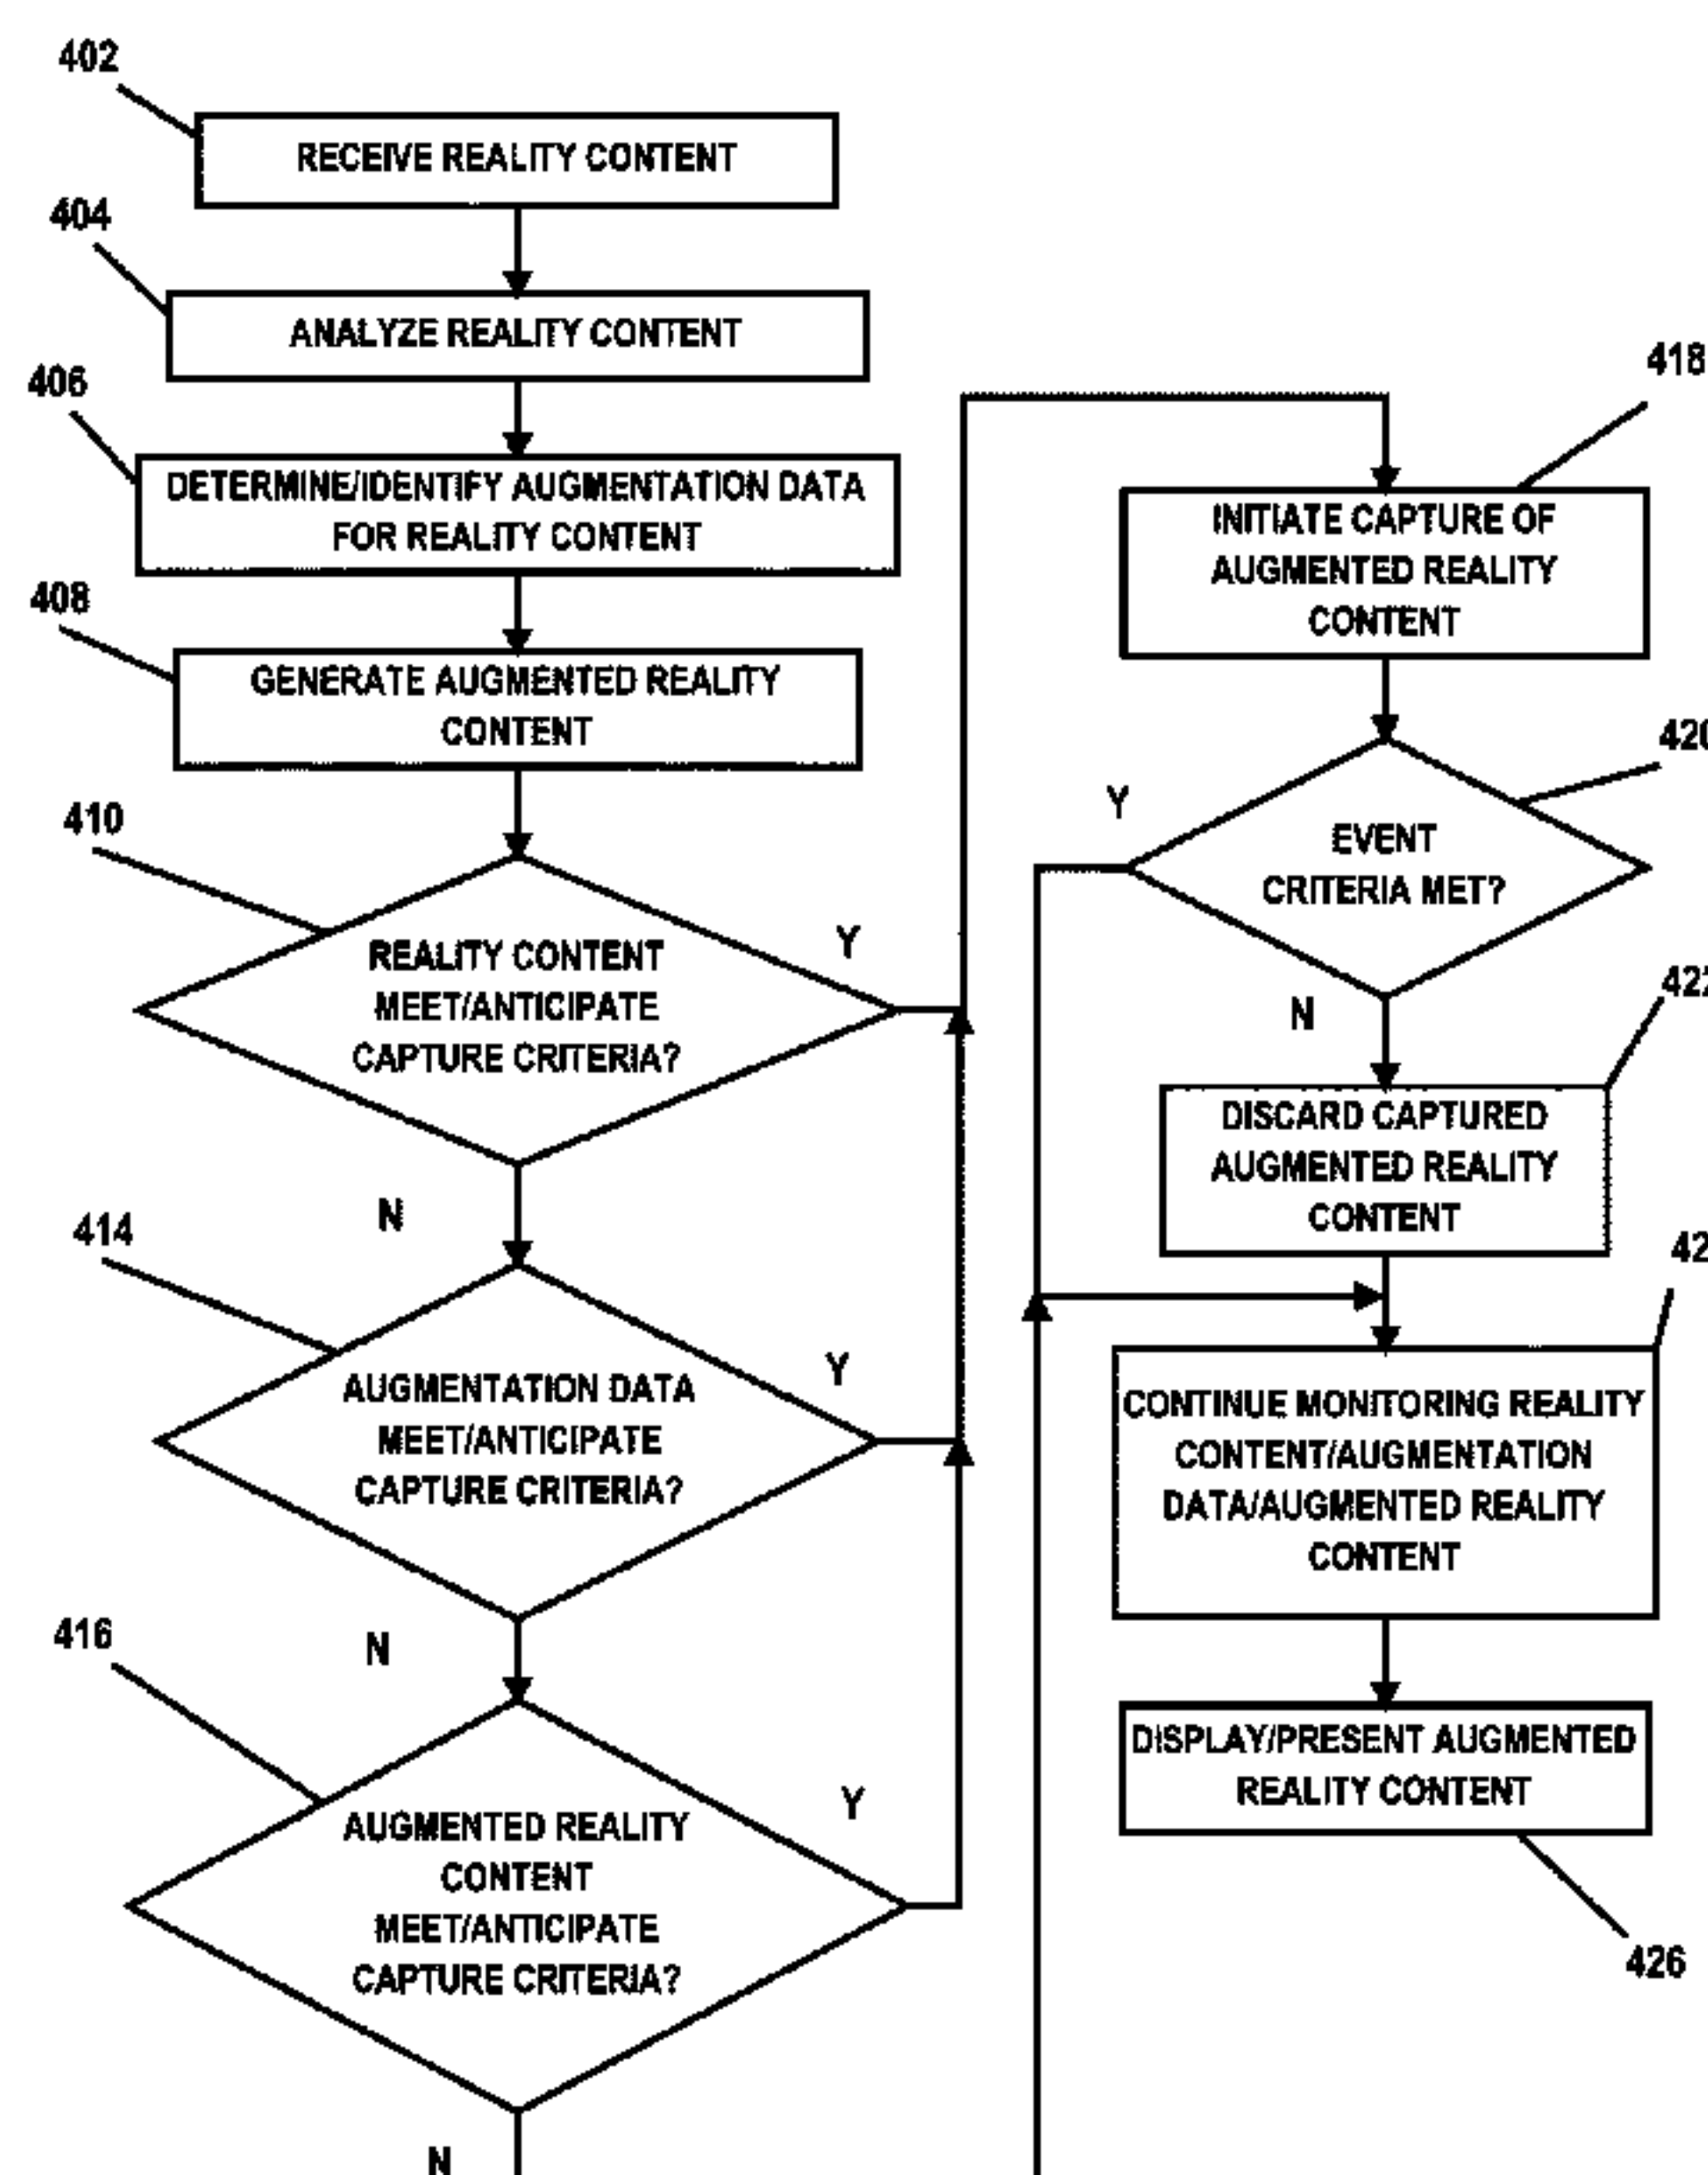 402
RECEIVE REALITY CONTENT
404
ANALYZE REALITY CONTENT
406
DETERMINE/IDENTIFY AUGMENTATION DATA
FOR REALITY CONTENT
408
GENERATE AUGMENTED REALITY
CONTENT
410
REALITY CONTENT
MEET/ANTICIPATE
CAPTURE CRITERIA?
Y
N
414
AUGMENTATION DATA
MEET/ANTICIPATE
CAPTURE CRITERIA?
Y
N
416
AUGMENTED REALITY
CONTENT
MEET/ANTICIPATE
CAPTURE CRITERIA?
Y
N
418
INITIATE CAPTURE OF
AUGMENTED REALITY
CONTENT
420
EVENT
CRITERIA MET?
Y
N
422
DISCARD CAPTURED
AUGMENTED REALITY
CONTENT
CONTINUE MONITORING REALITY
CONTENT/AUGMENTATION
DATA/AUGMENTED REALITY
CONTENT
DISPLAY/PRESENT AUGMENTED
REALITY CONTENT
426